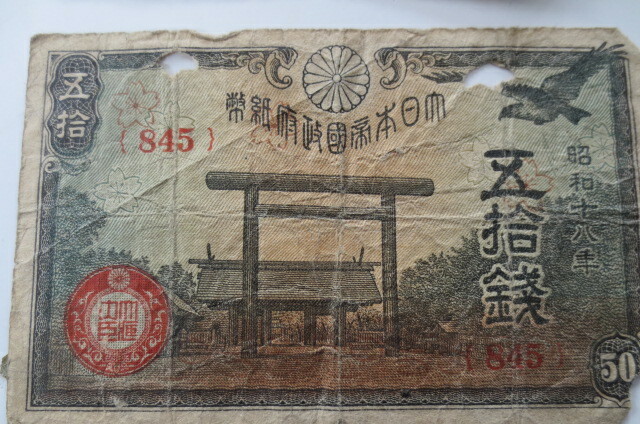 大日本帝國政府紙幣
五拾
{ 845 }
昭和十八年
五拾錢
{ 845 }
50